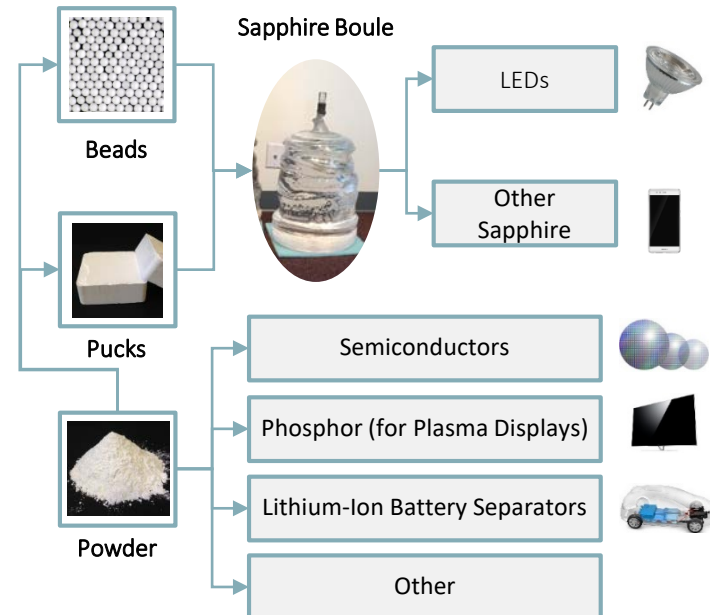 Sapphire Boule
LEDs
Beads
Other
Sapphire
Pucks
Semiconductors
Phosphor (for Plasma Displays)
Lithium-Ion Battery Separators
Powder
Other